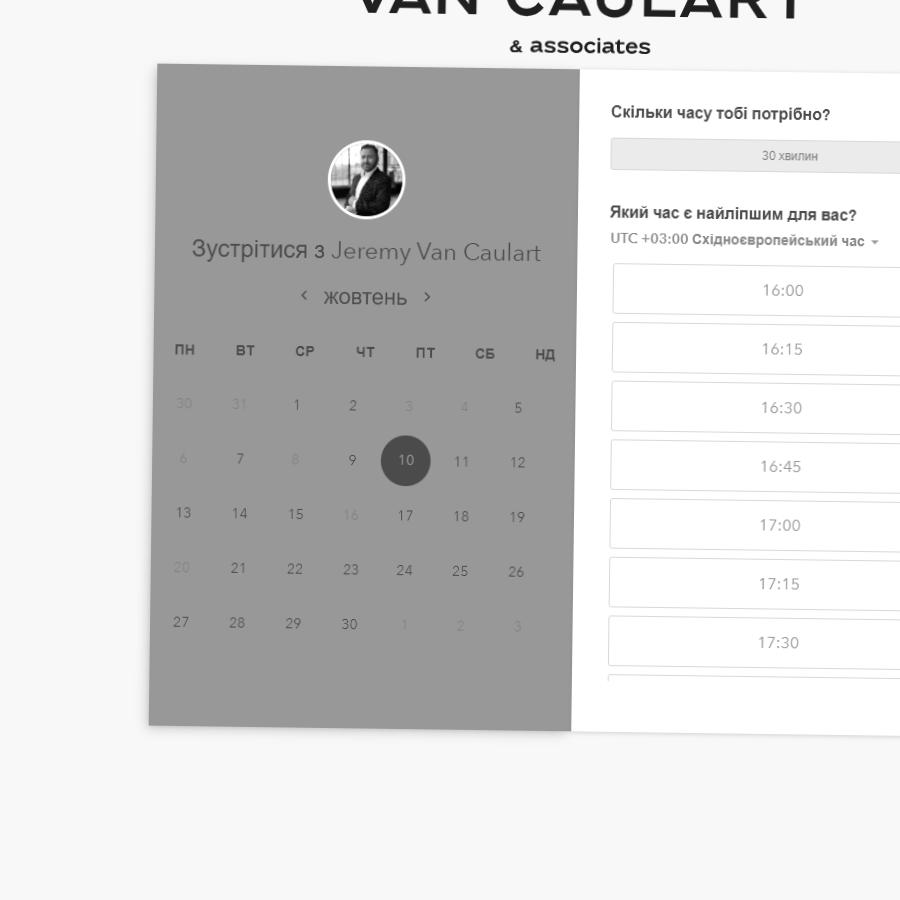 VAN CAULART
& associates
Зустрітися з Jeremy Van Caulart
жовтень
ПН ВТ СР ЧТ ПТ СБ НД
30 31 1 2 3 4 5
6 7 8 9 10 11 12
13 14 15 16 17 18 19
20 21 22 23 24 25 26
27 28 29 30 1 2 3
Скільки часу тобі потрібно?
30 хвилин
Який час є найліпшим для вас?
UTC +03:00 Східноєвропейський час
16:00
16:15
16:30
16:45
17:00
17:15
17:30